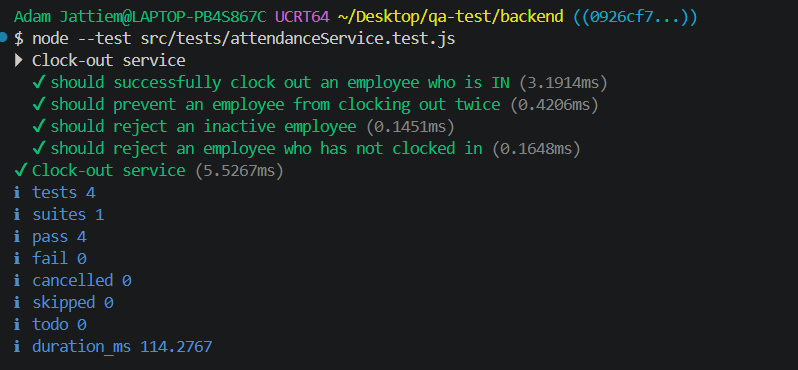 Adam Jattiem@LAPTOP-PB4S867C UCRT64 ~/Desktop/qa-test/backend ((0926cf7...))
$ node --test src/tests/attendanceService.test.js
▶ Clock-out service
✓ should successfully clock out an employee who is IN (3.1914ms)
✓ should prevent an employee from clocking out twice (0.4206ms)
✓ should reject an inactive employee (0.1451ms)
✓ should reject an employee who has not clocked in (0.1648ms)
✓ Clock-out service (5.5267ms)
ℹ tests 4
ℹ suites 1
ℹ pass 4
ℹ fail 0
ℹ cancelled 0
ℹ skipped 0
ℹ todo 0
ℹ duration_ms 114.2767